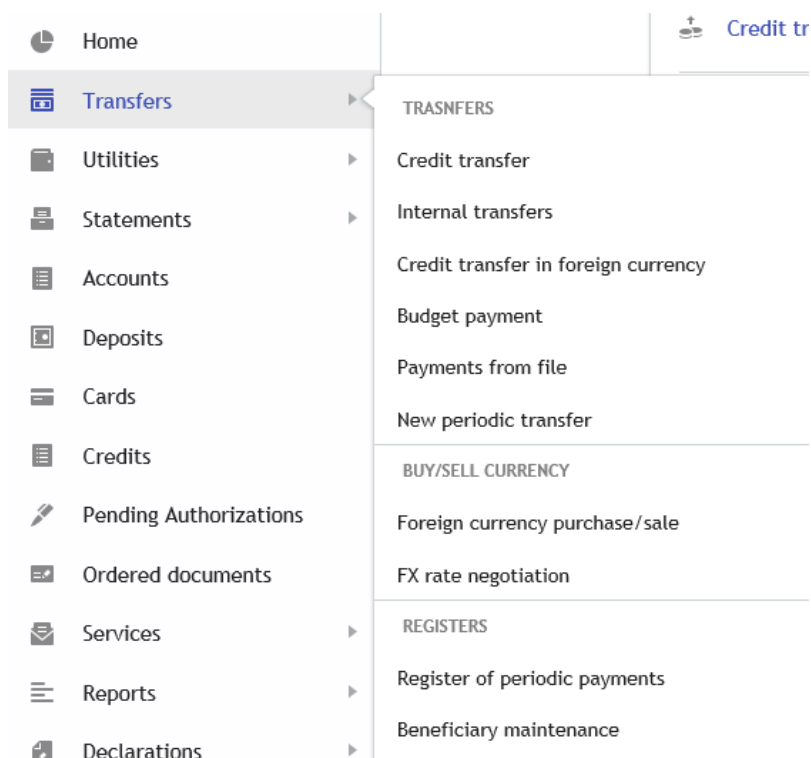 Home
Transfers
Utilities
Statements
Accounts
Deposits
Cards
Credits
Pending Authorizations
Ordered documents
Services
Reports
Declarations
Credit tr
TRASNFERS
Credit transfer
Internal transfers
Credit transfer in foreign currency
Budget payment
Payments from file
New periodic transfer
BUY/SELL CURRENCY
Foreign currency purchase/sale
FX rate negotiation
REGISTERS
Register of periodic payments
Beneficiary maintenance